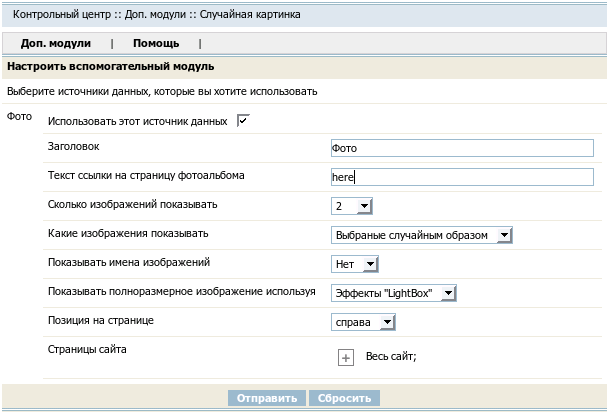 Контрольный центр :: Доп. модули :: Случайная картинка
Доп. модули | Помощь |
Настроить вспомогательный модуль
Выберите источники данных, которые вы хотите использовать
Фото Использовать этот источник данных
Заголовок Фото
Текст ссылки на страницу фотоальбома here
Сколько изображений показывать 2
Какие изображения показывать Выбраные случайным образом
Показывать имена изображений Нет
Показывать полноразмерное изображение используя Эффекты "LightBox"
Позиция на странице справа
Страницы сайта + Весь сайт;
Отправить Сбросить